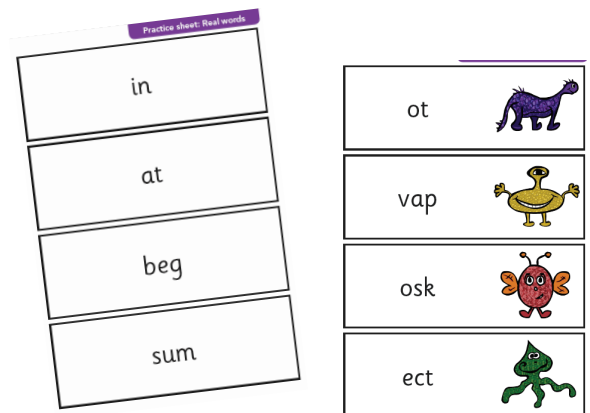 Practice sheet: Real words
in
at
beg
sum
ot
vap
osk
ect